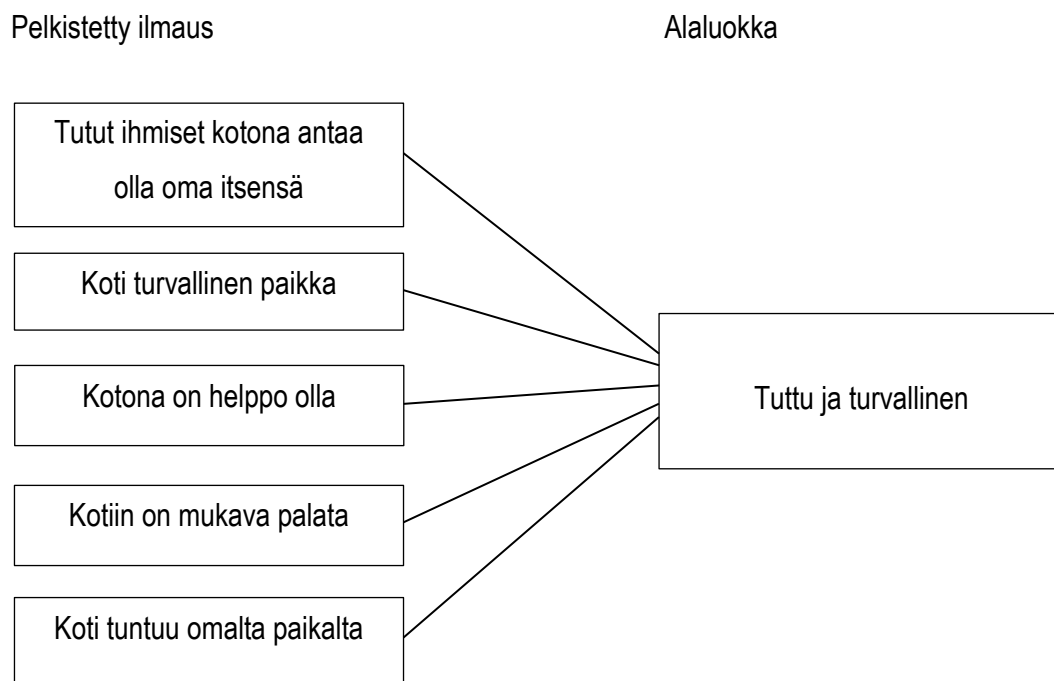 Pelkistetty ilmaus
Alaluokka
Tutut ihmiset kotona antaa
olla oma itsensä
Koti turvallinen paikka
Kotona on helppo olla
Kotiin on mukava palata
Koti tuntuu omalta paikalta
Tuttu ja turvallinen